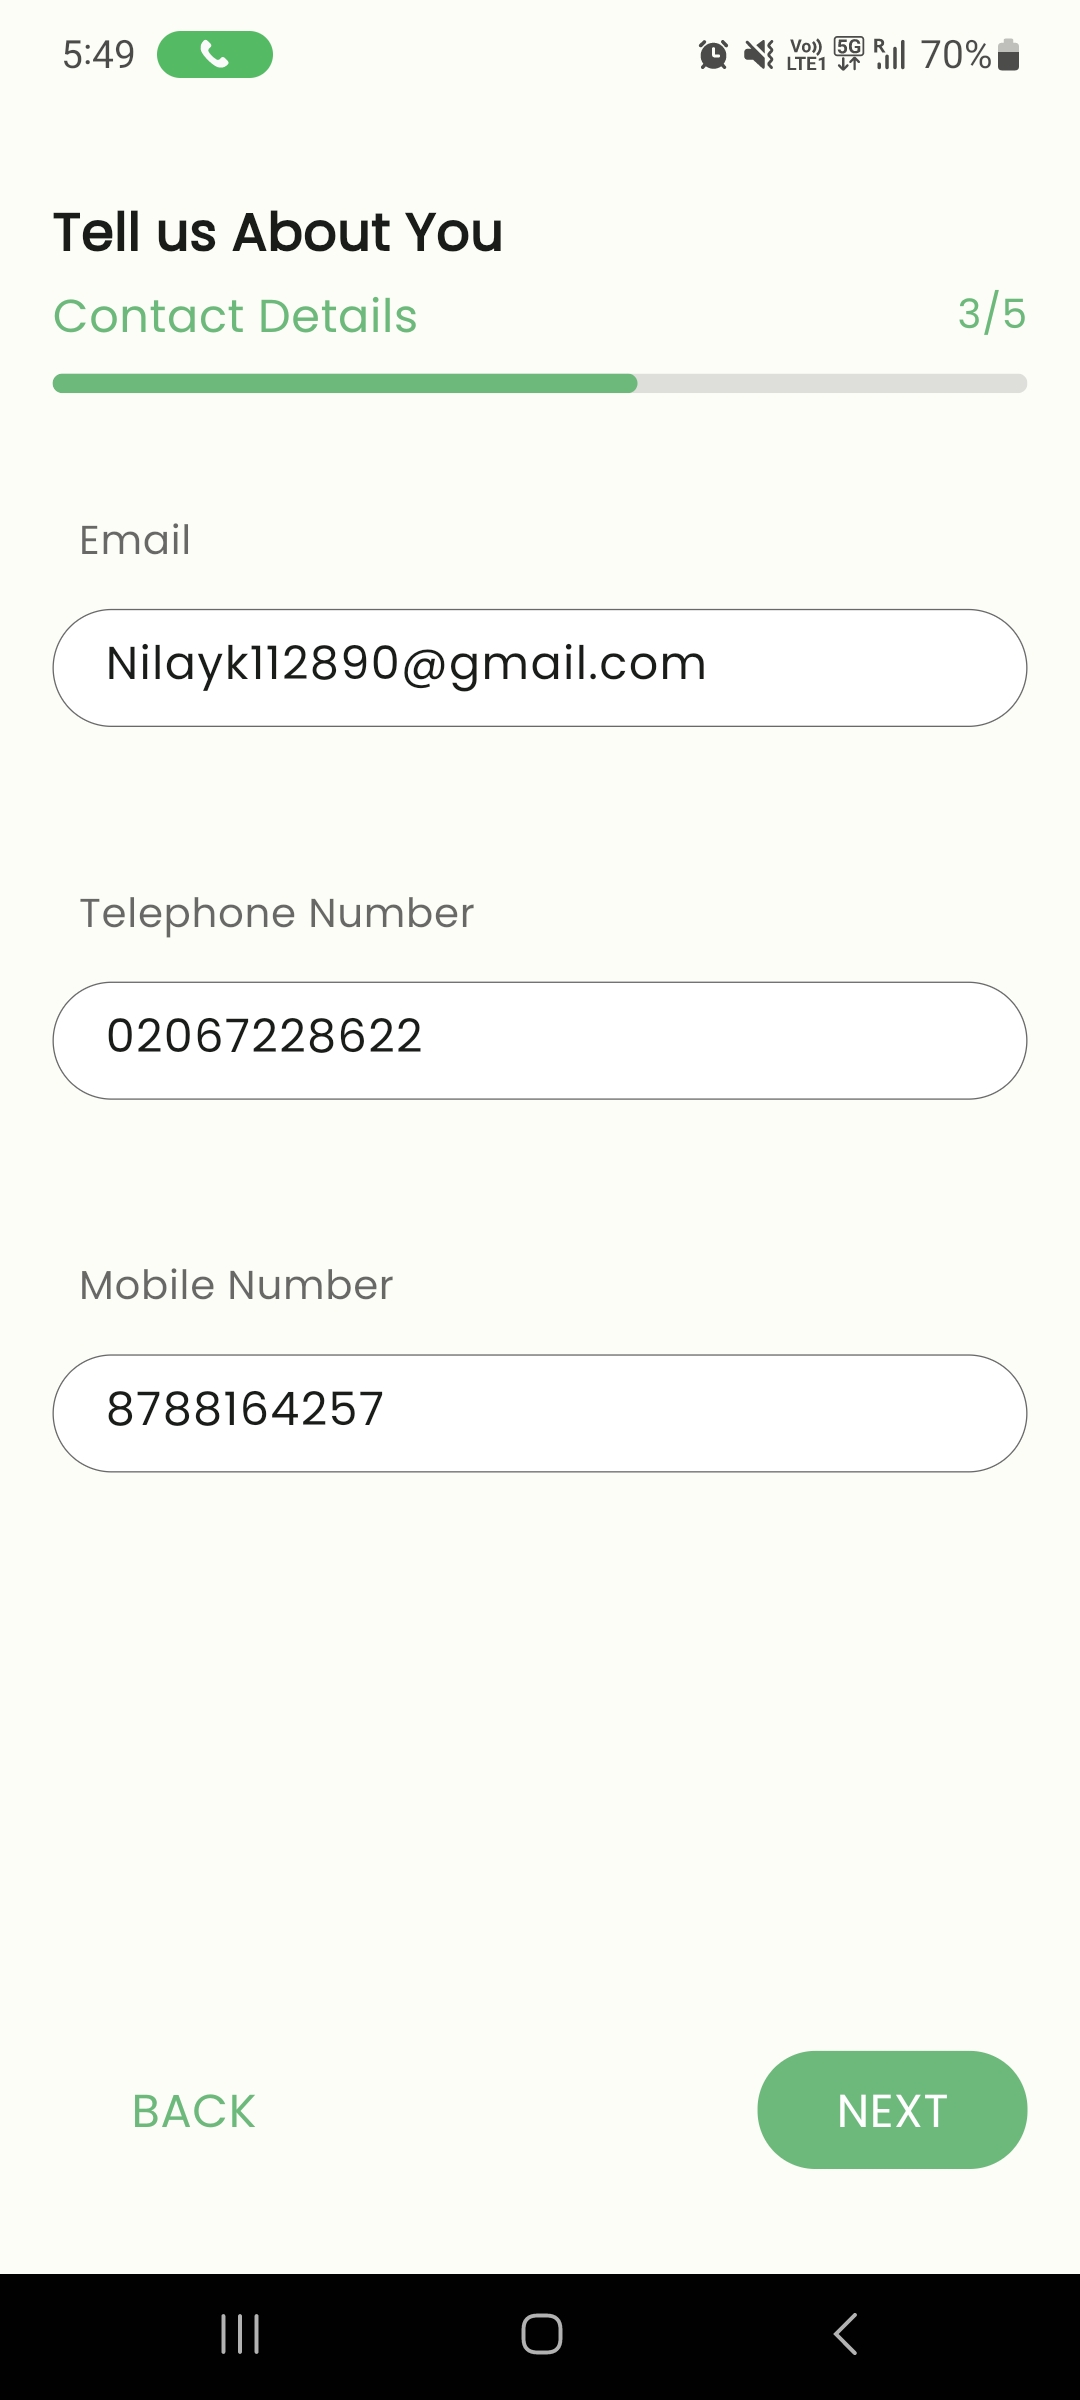 5:49
Vo)) LTE1 5G R 70%
Tell us About You
Contact Details 3/5
Email
Nilayk112890@gmail.com
Telephone Number
02067228622
Mobile Number
8788164257
BACK NEXT